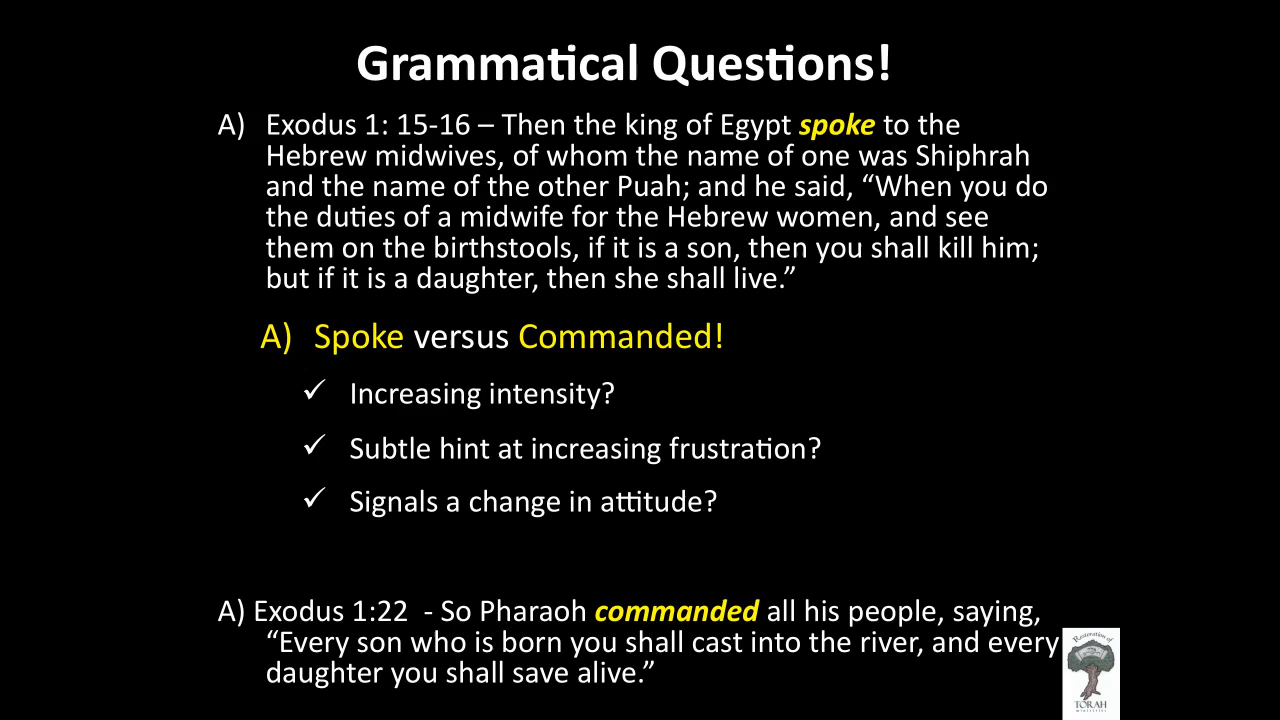 Grammatical Questions!
A) Exodus 1: 15-16 – Then the king of Egypt spoke to the
Hebrew midwives, of whom the name of one was Shiphrah
and the name of the other Puah; and he said, “When you do
the duties of a midwife for the Hebrew women, and see
them on the birthstools, if it is a son, then you shall kill him;
but if it is a daughter, then she shall live.”
A) Spoke versus Commanded!
✓ Increasing intensity?
✓ Subtle hint at increasing frustration?
✓ Signals a change in attitude?
A) Exodus 1:22 - So Pharaoh commanded all his people, saying,
“Every son who is born you shall cast into the river, and every
daughter you shall save alive.”
Restoration of
TORAH
ministries